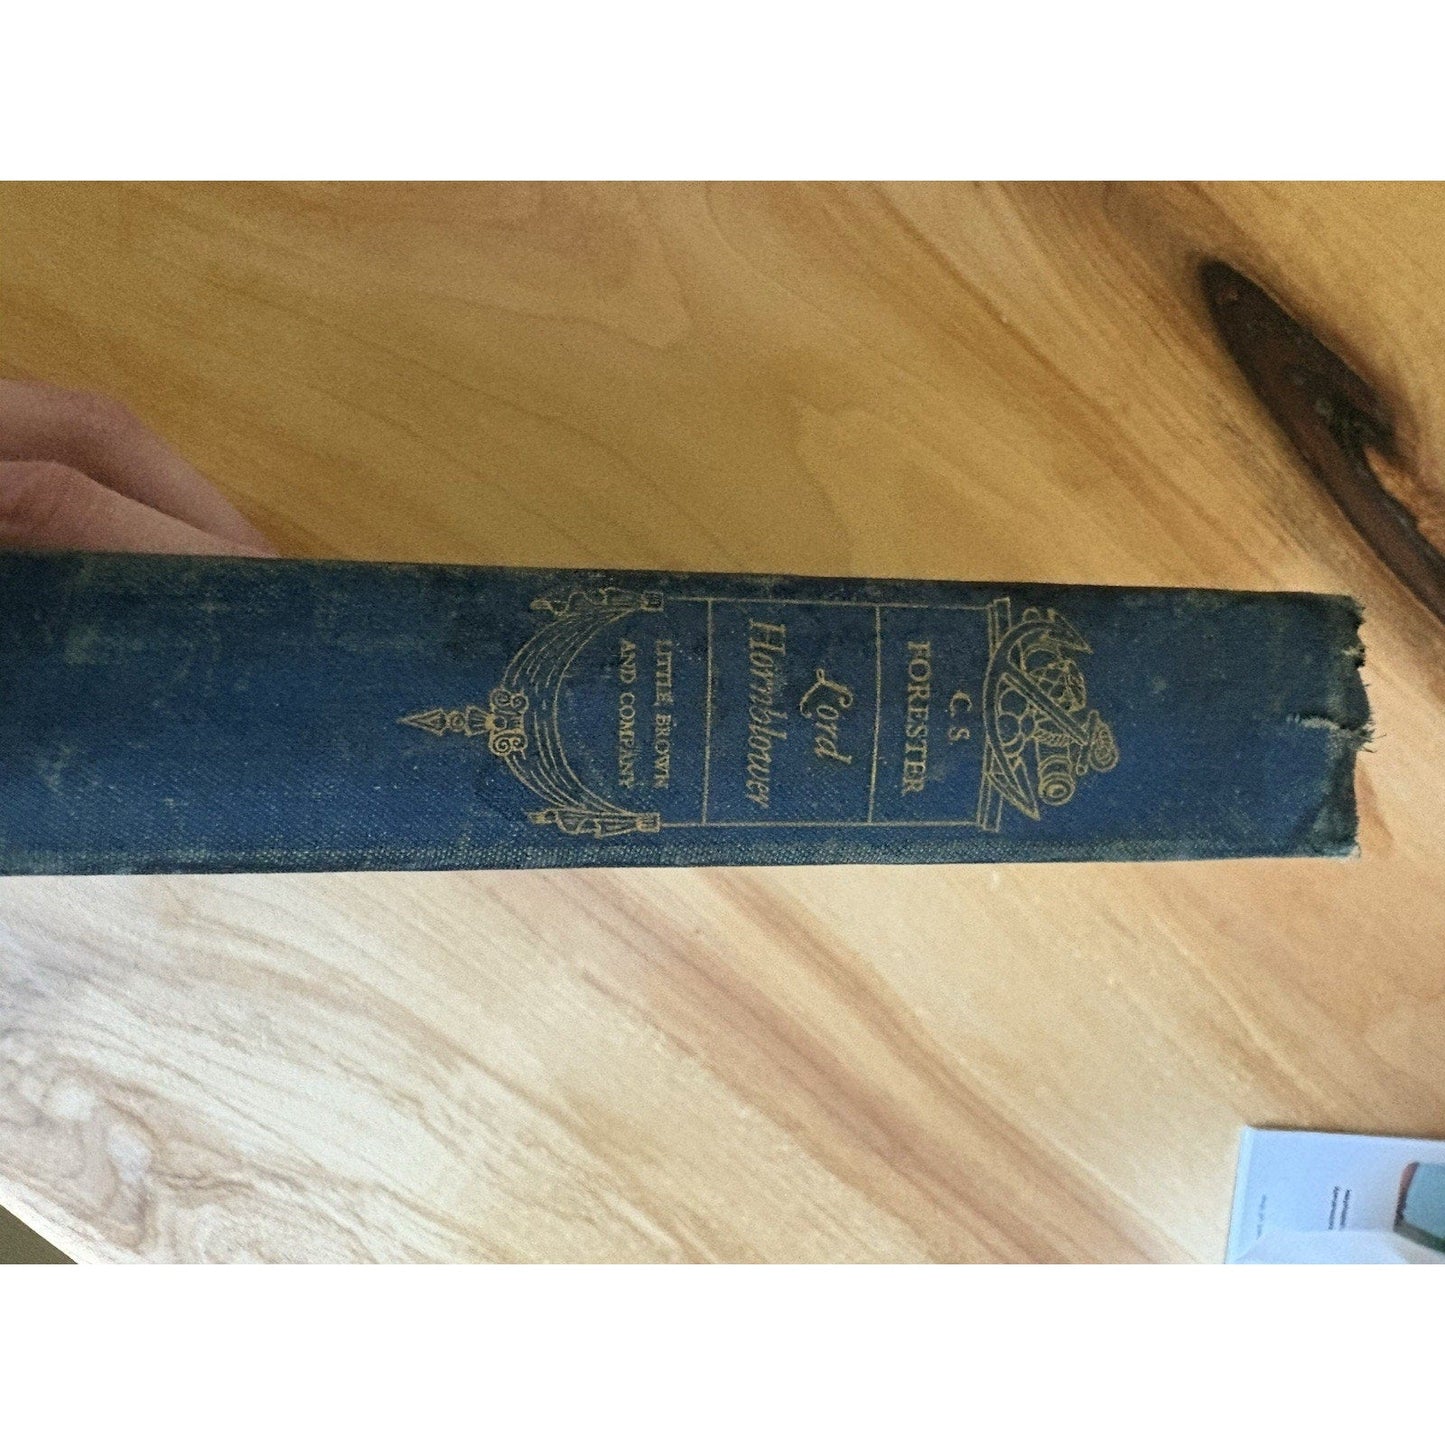 C. S.
FORESTER
Lord
Hornblower
LITTLE, BROWN
AND COMPANY